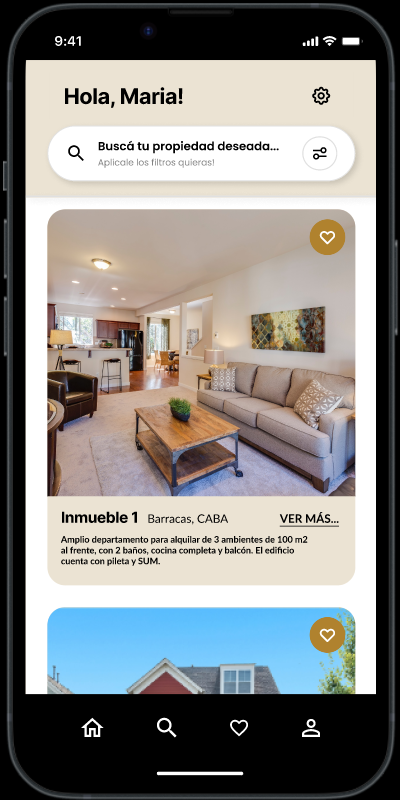 9:41
Hola, Maria!
Buscá tu propiedad deseada...
Aplicale los filtros quieras!
Inmueble 1 Barracas, CABA VER MÁS...
Amplio departamento para alquilar de 3 ambientes de 100 m2
al frente, con 2 baños, cocina completa y balcón. El edificio
cuenta con pileta y SUM.